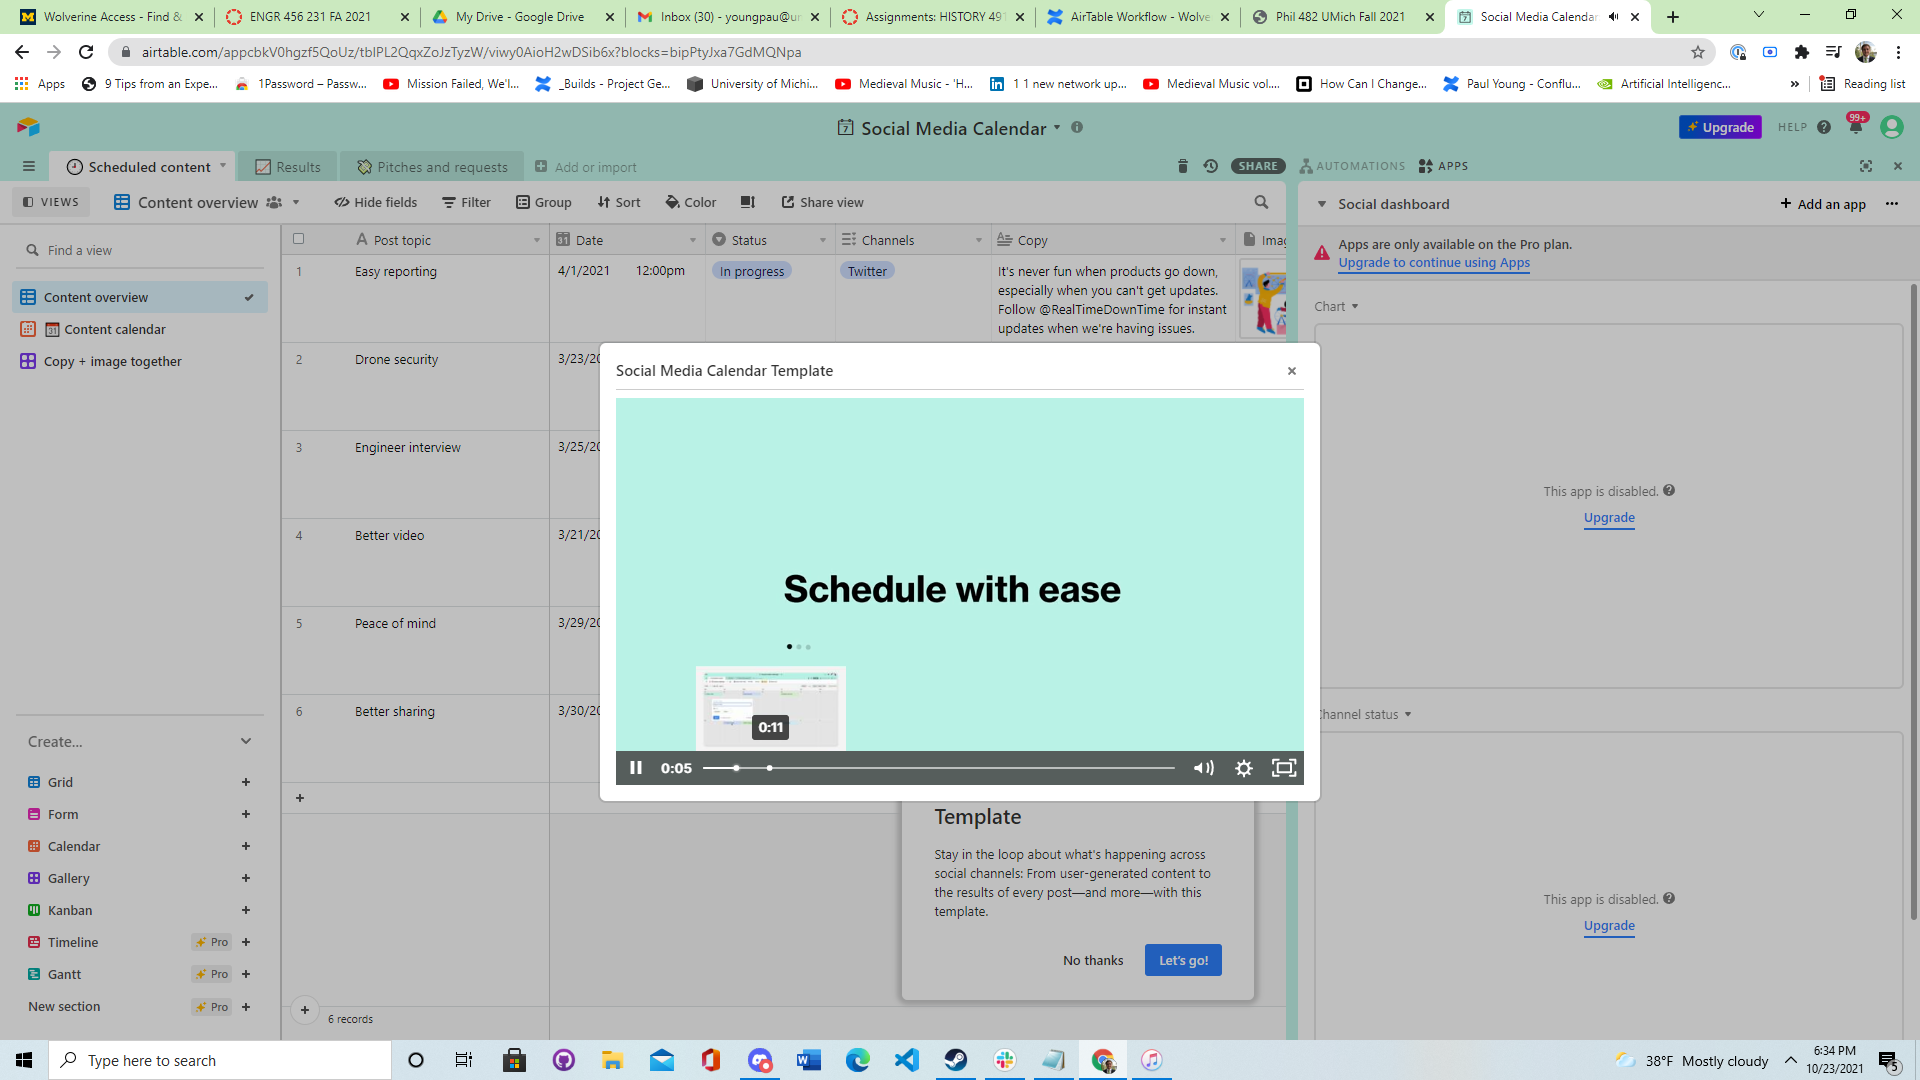 Wolverine Access - Find &
ENGR 456 231 FA 2021
My Drive - Google Drive
Inbox (30) - youngpau@un
Assignments: HISTORY 491
AirTable Workflow - Wolve
Phil 482 UMich Fall 2021
Social Media Calendar
airtable.com/appcbkV0hgzf5QoUz/tblPL2QqxZoJzTyzW/viwy0AioH2wDSib6x?blocks=bipPtyJxa7GdMQNpa
Apps
9 Tips from an Expe...
1Password – Passw...
Mission Failed, We'l...
_Builds - Project Ge...
University of Michi...
Medieval Music - 'H...
1 1 new network up...
Medieval Music vol....
How Can I Change...
Paul Young - Conflu...
Artificial Intelligenc...
»
Reading list
Social Media Calendar
Upgrade
HELP
99+
Scheduled content
Results
Pitches and requests
Add or import
SHARE
AUTOMATIONS
APPS
VIEWS
Content overview
Hide fields
Filter
Group
Sort
Color
Share view
Social dashboard
+ Add an app
Find a view
Post topic
Date
Status
Channels
Copy
Imag
Apps are only available on the Pro plan.
Upgrade to continue using Apps
Content overview
Content calendar
Copy + image together
1
Easy reporting
4/1/2021
12:00pm
In progress
Twitter
It's never fun when products go down,
especially when you can't get updates.
Follow @RealTimeDownTime for instant
updates when we're having issues.
Chart
2
Drone security
3/23/20
3
Engineer interview
3/25/20
4
Better video
3/21/20
5
Peace of mind
3/29/20
6
Better sharing
3/30/20
Social Media Calendar Template
Schedule with ease
0:11
0:05
This app is disabled.
Upgrade
Channel status
This app is disabled.
Upgrade
Create...
Grid
Form
Calendar
Gallery
Kanban
Timeline
Pro
Gantt
Pro
New section
Pro
+
6 records
Template
Stay in the loop about what's happening across
social channels: From user-generated content to
the results of every post—and more—with this
template.
No thanks
Let's go!
Type here to search
38°F Mostly cloudy
6:34 PM
10/23/2021
5